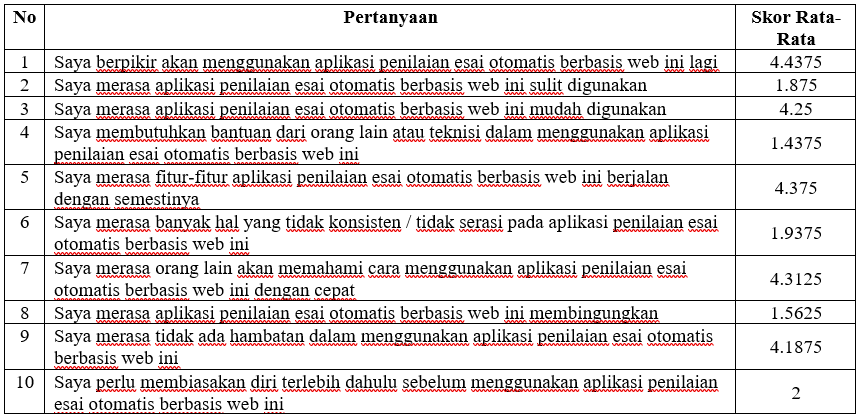 No Pertanyaan Skor Rata-
Rata
1 Saya berpikir akan menggunakan aplikasi penilaian esai otomatis berbasis web ini lagi 4.4375
2 Saya merasa aplikasi penilaian esai otomatis berbasis web ini sulit digunakan 1.875
3 Saya merasa aplikasi penilaian esai otomatis berbasis web ini mudah digunakan 4.25
4 Saya membutuhkan bantuan dari orang lain atau teknisi dalam menggunakan aplikasi
penilaian esai otomatis berbasis web ini 1.4375
5 Saya merasa fitur-fitur aplikasi penilaian esai otomatis berbasis web ini berjalan
dengan semestinya 4.375
6 Saya merasa banyak hal yang tidak konsisten / tidak serasi pada aplikasi penilaian esai
otomatis berbasis web ini 1.9375
7 Saya merasa orang lain akan memahami cara menggunakan aplikasi penilaian esai
otomatis berbasis web ini dengan cepat 4.3125
8 Saya merasa aplikasi penilaian esai otomatis berbasis web ini membingungkan 1.5625
9 Saya merasa tidak ada hambatan dalam menggunakan aplikasi penilaian esai otomatis
berbasis web ini 4.1875
10 Saya perlu membiasakan diri terlebih dahulu sebelum menggunakan aplikasi penilaian
esai otomatis berbasis web ini 2